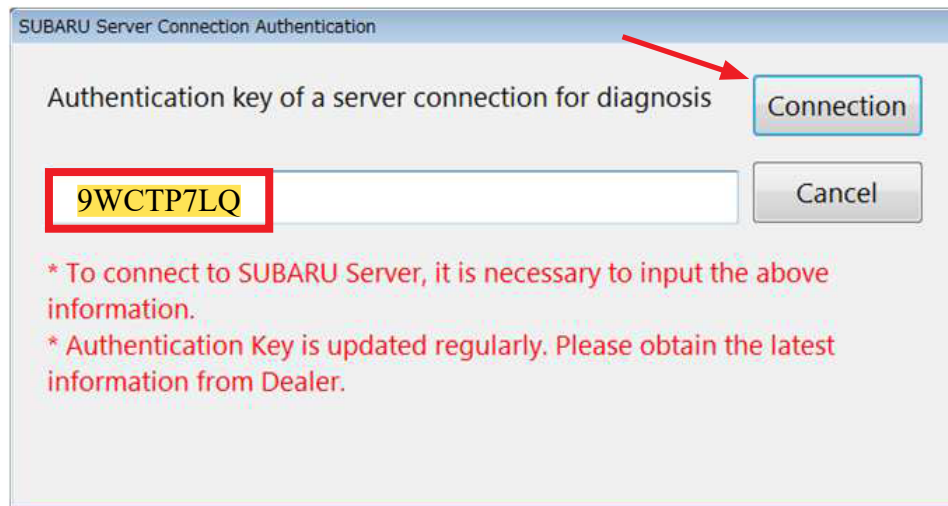 SUBARU Server Connection Authentication
Authentication key of a server connection for diagnosis
Connection
9WCTP7LQ
Cancel
* To connect to SUBARU Server, it is necessary to input the above
information.
* Authentication Key is updated regularly. Please obtain the latest
information from Dealer.